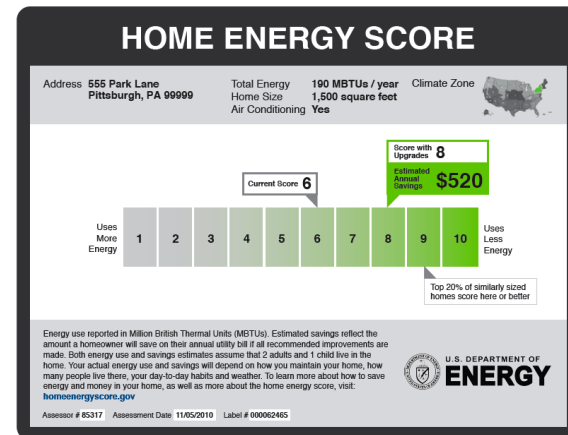 HOME ENERGY SCORE
Address 555 Park Lane
Pittsburgh, PA 99999
Total Energy 190 MBTUs / year
Home Size 1,500 square feet
Air Conditioning Yes
Climate Zone
Score with
Upgrades 8
Estimated
Annual
Savings $520
Current Score 6
Uses
More
Energy
1 2 3 4 5 6 7 8 9 10
Uses
Less
Energy
Top 20% of similarly sized
homes score here or better
Energy use reported in Million British Thermal Units (MBTUs). Estimated savings reflect the
amount a homeowner will save on their annual utility bill if all recommended improvements are
made. Both energy use and savings estimates assume that 2 adults and 1 child live in the
home. Your actual energy use and savings will depend on how you maintain your home, how
many people live there, your day-to-day habits and weather. To learn more about how to save
energy and money in your home, as well as more about the home energy score, visit:
homeenergyscore.gov
U.S. DEPARTMENT OF
ENERGY
Assessor # 85317 Assessment Date 11/05/2010 Label # 000062465